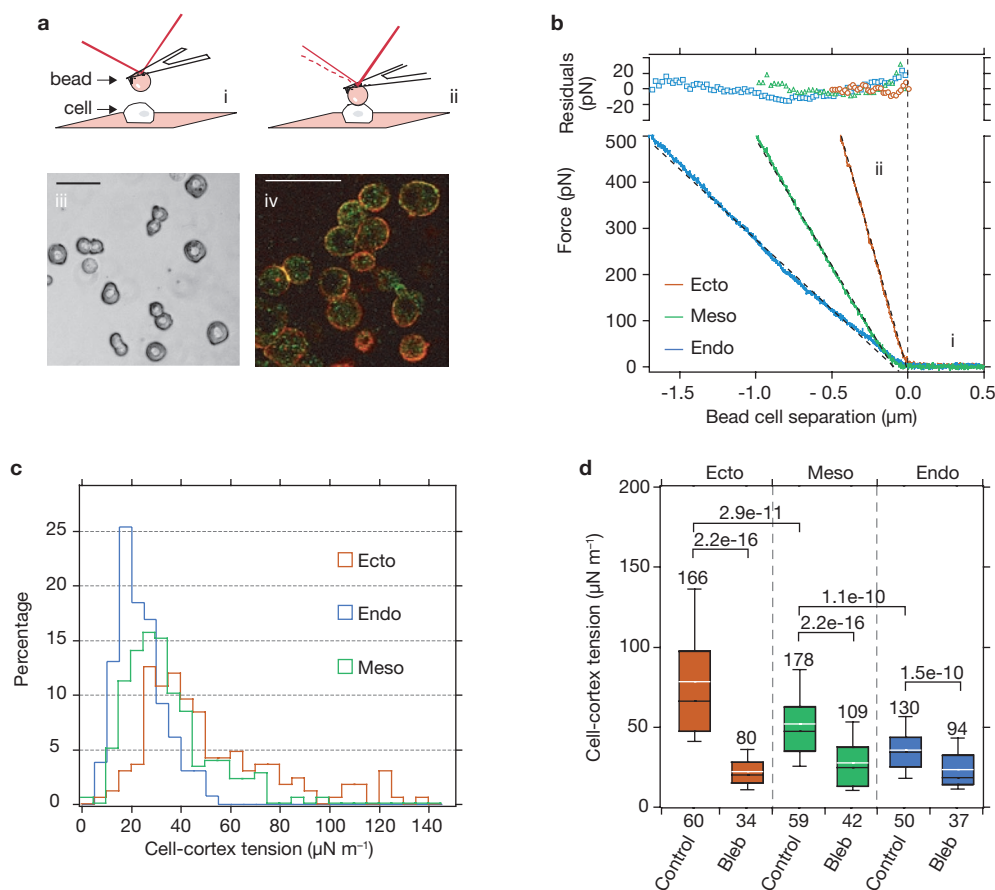 a
bead
cell
i
ii
iii
iv
b
Residuals (pN)
20
0
-20
Force (pN)
500
400
300
200
100
0
ii
i
Ecto
Meso
Endo
-1.5
-1.0
- 0.5
0.0
0.5
Bead cell separation (μm)
c
Percentage
25
20
15
10
5
0
Ecto
Endo
Meso
0
20
40
60
80
100
120
140
Cell-cortex tension (μN m⁻¹)
d
Ecto
Meso
Endo
Cell-cortex tension (μN m⁻¹)
200
150
100
50
0
2.9e-11
2.2e-16
166
1.1e-10
2.2e-16
178
1.5e-10
130
109
80
94
60
34
59
42
50
37
Control
Bleb
Control
Bleb
Control
Bleb